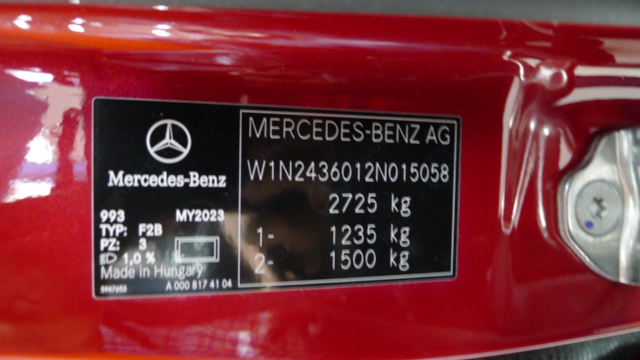 Mercedes-Benz
993 MY2023
TYP: F2B
PZ: 3
1,0 %
Made in Hungary
A 000 817 41 04
MERCEDES-BENZ AG
W1N2436012N015058
2725 kg
1- 1235 kg
2- 1500 kg